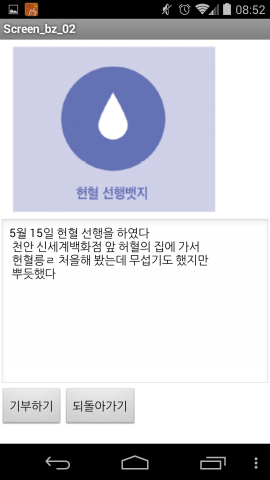 08:52
Screen_bz_02
헌혈 선행뱃지
5월 15일 헌혈 선행을 하였다
천안 신세계백화점 앞 허혈의 집에 가서
헌혈릉ㄹ 처을해 봤는데 무섭기도 했지만
뿌듯했다
기부하기
되돌아가기